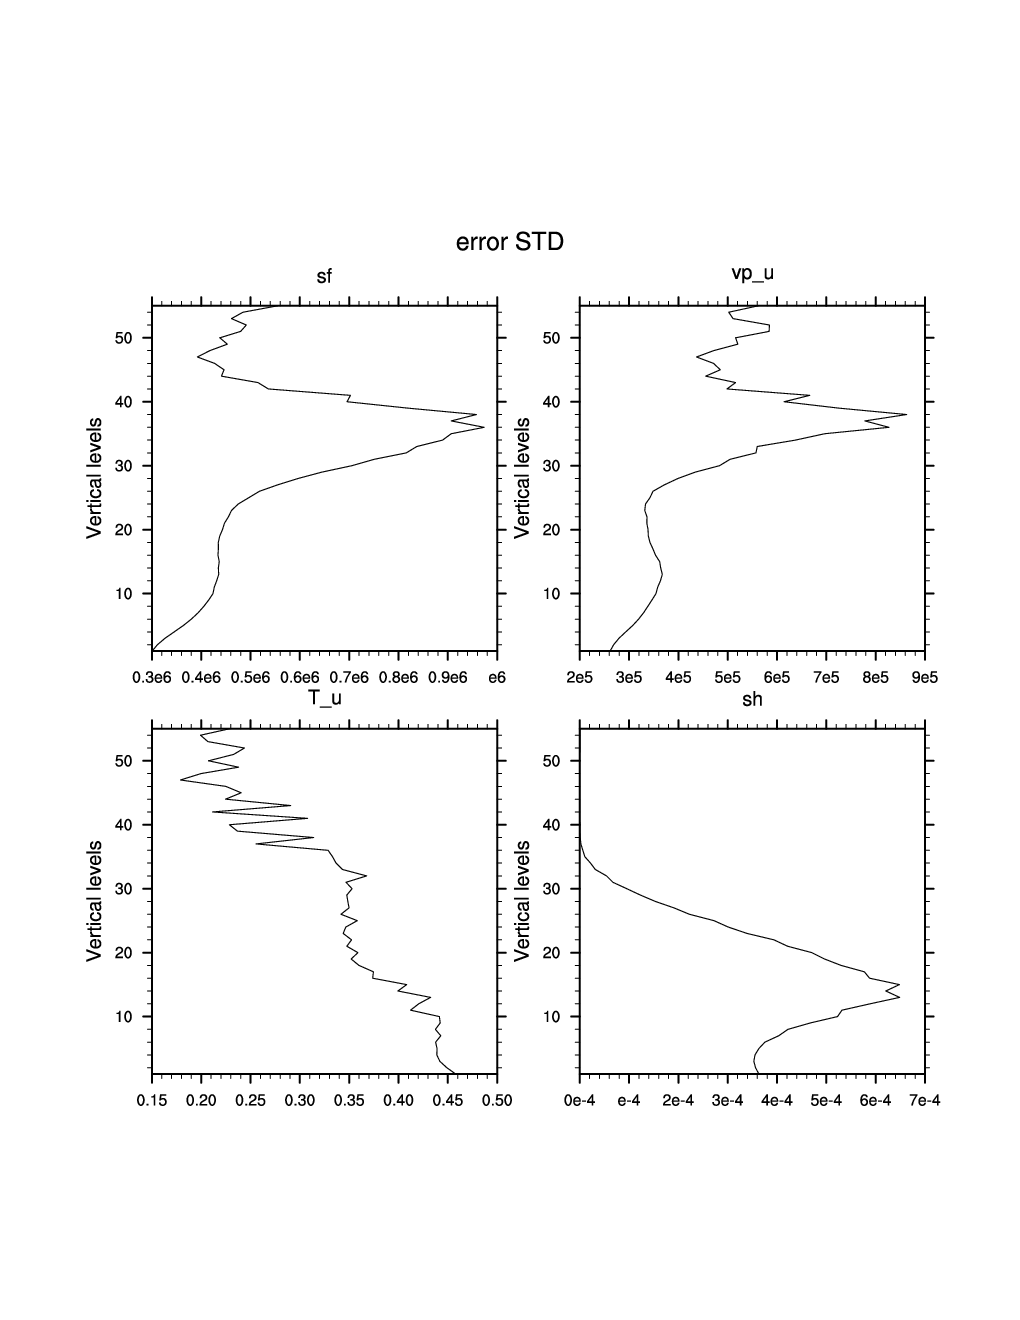 error STD
sf
vp_u
50
40
30
20
10
Vertical levels
0.3e6 0.4e6 0.5e6 0.6e6 0.7e6 0.8e6 0.9e6 e6
50
40
30
20
10
Vertical levels
2e5 3e5 4e5 5e5 6e5 7e5 8e5 9e5
T_u
sh
50
40
30
20
10
Vertical levels
0.15 0.20 0.25 0.30 0.35 0.40 0.45 0.50
50
40
30
20
10
Vertical levels
0e-4 e-4 2e-4 3e-4 4e-4 5e-4 6e-4 7e-4